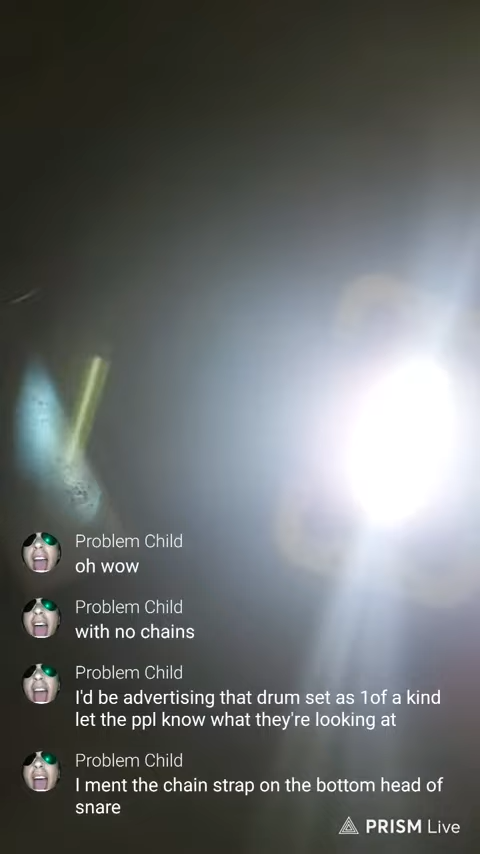 Problem Child
oh wow
Problem Child
with no chains
Problem Child
I'd be advertising that drum set as 1of a kind
let the ppl know what they're looking at
Problem Child
I ment the chain strap on the bottom head of
snare
PRISM Live